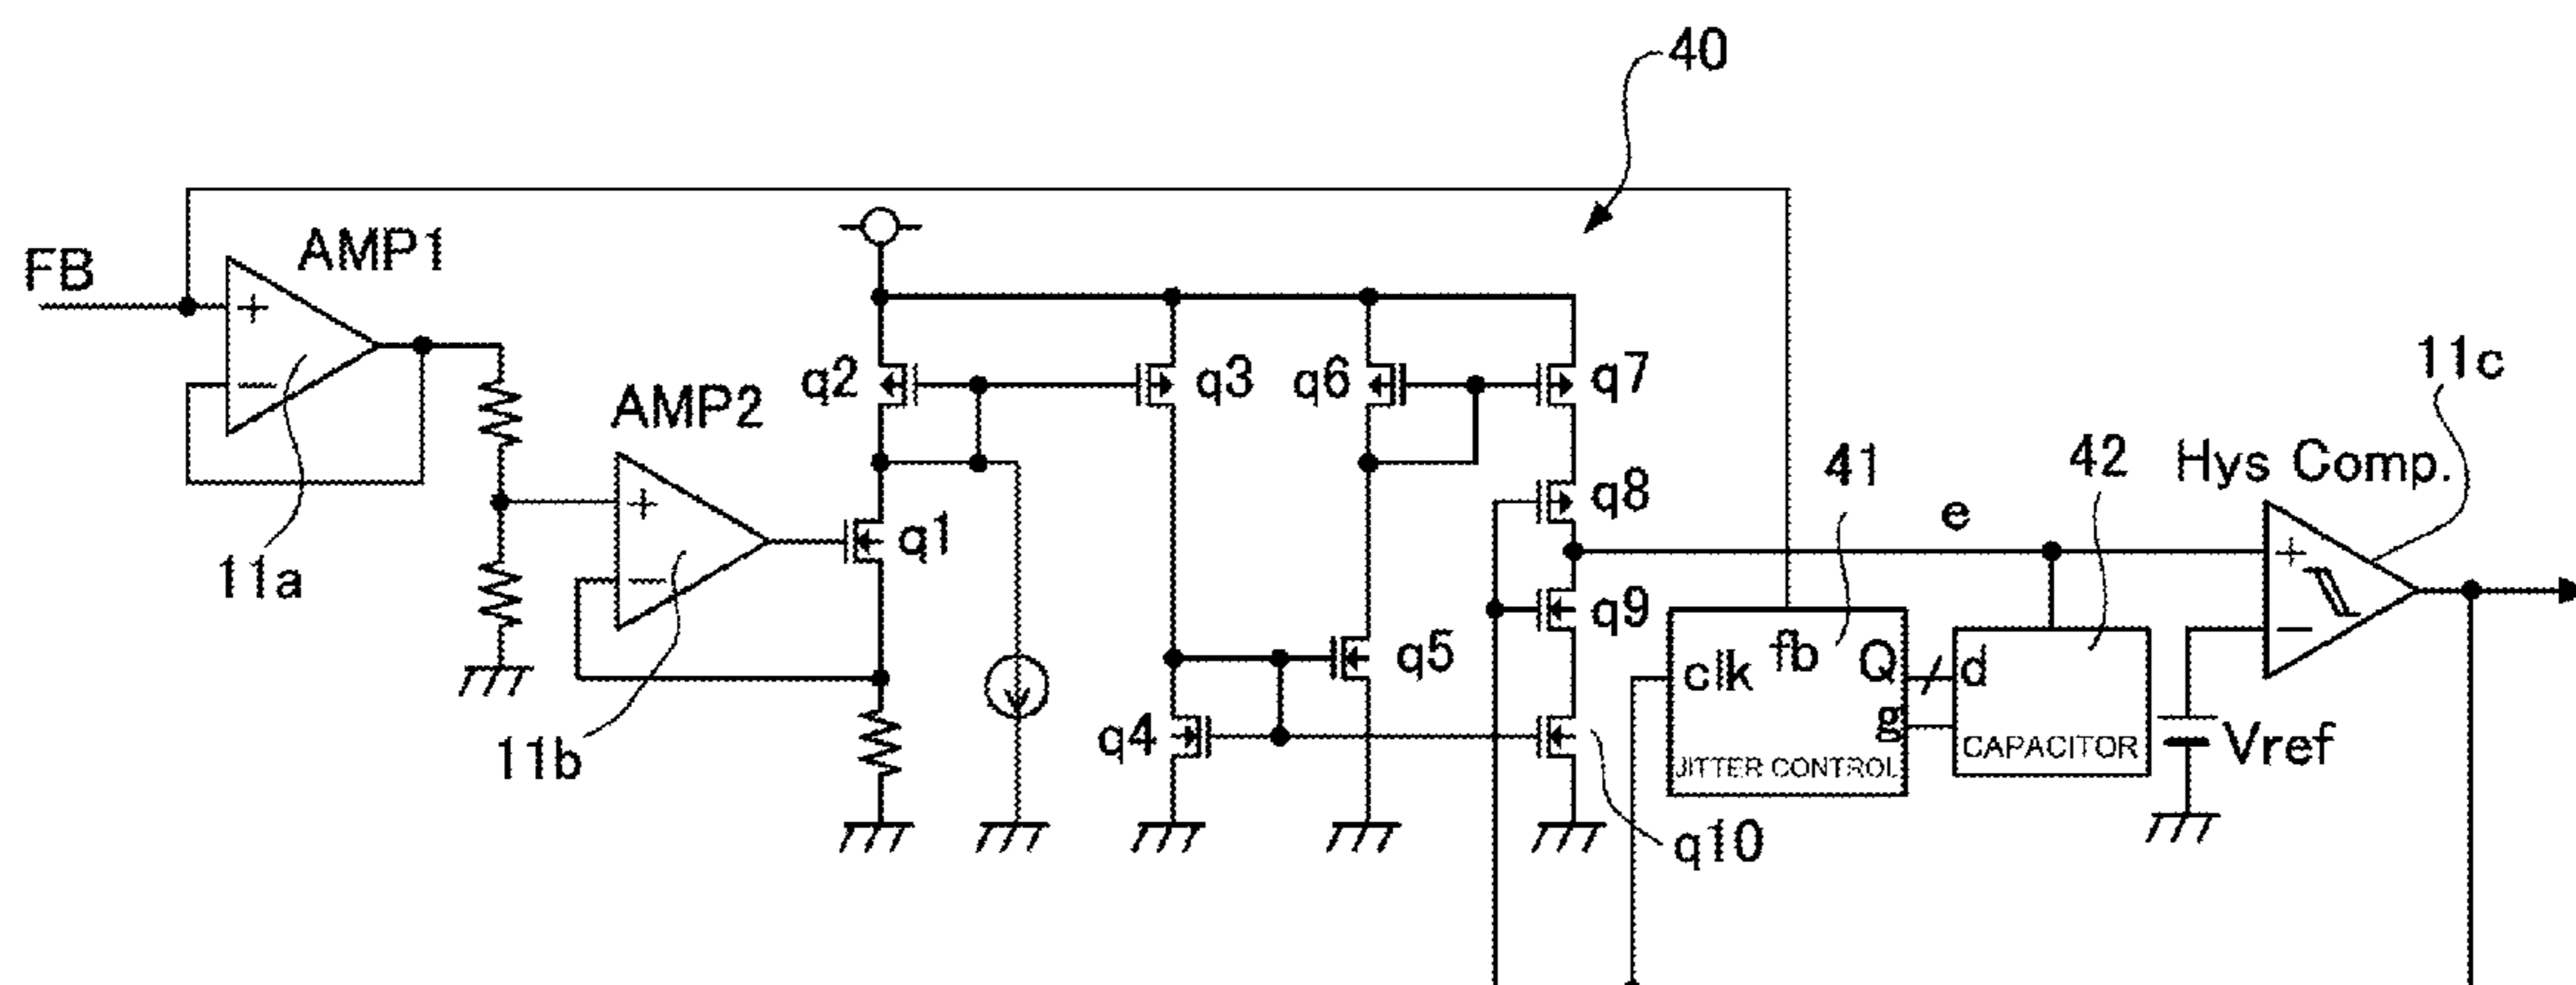 40
FB
AMP1
11a
AMP2
11b
q2
q1
q3
q6
q7
q8
q9
q5
q4
q10
41
42
e
11c
Hys Comp.
clk
fb
Q
g
JITTER CONTROL
d
CAPACITOR
Vref
+
−
+
−
+
−